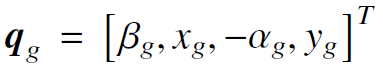 q_g = [β_g, x_g, −α_g, y_g]^T